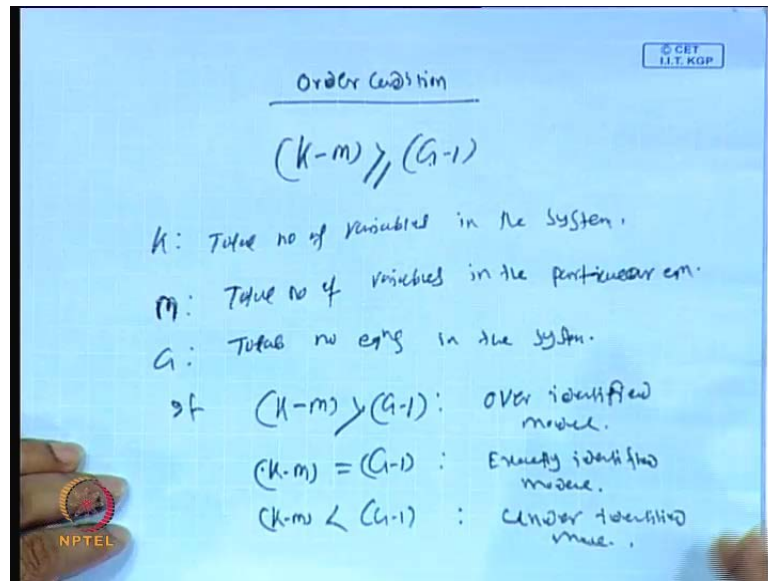 © CET
I.I.T. KGP
Order Condition
(K-m) ⩾ (G-1)
K: Total no of variables in the system.
m: Total no of variables in the particular eqn.
G: Total no eqns in the system.
If (K-m) > (G-1): Over identified
model.
(K-m) = (G-1): Exactly identified
model.
(K-m) < (G-1): Under identified
model.
NPTEL